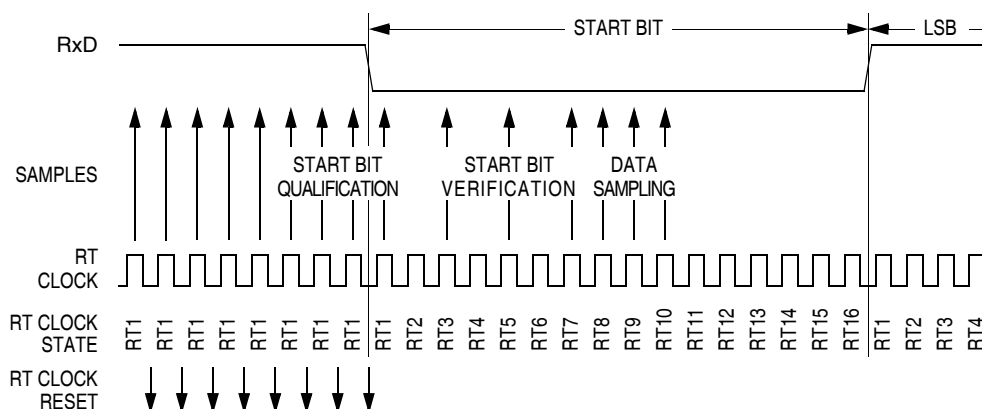 START BIT
LSB
RxD
SAMPLES
START BIT
QUALIFICATION
START BIT
VERIFICATION
DATA
SAMPLING
RT
CLOCK
RT CLOCK
STATE
RT1 RT1 RT1 RT1 RT1 RT1 RT1 RT1 RT1 RT2 RT3 RT4 RT5 RT6 RT7 RT8 RT9 RT10 RT11 RT12 RT13 RT14 RT15 RT16 RT1 RT2 RT3 RT4
RT CLOCK
RESET